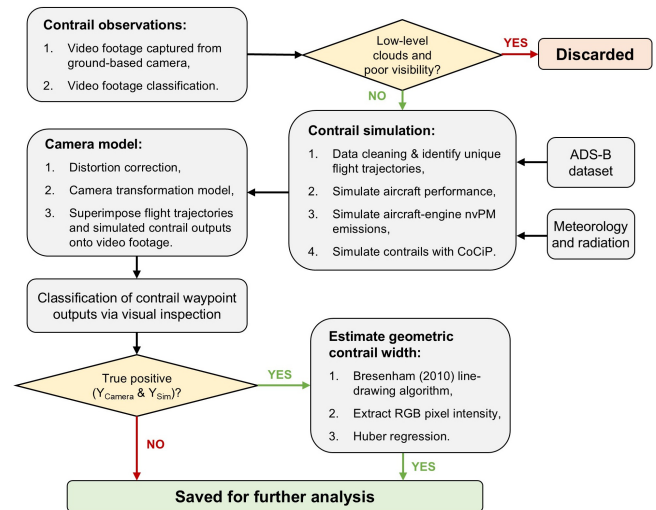 Contrail observations:
1. Video footage captured from
ground-based camera,
2. Video footage classification.
Low-level
clouds and
poor visibility?
YES
Discarded
NO
Contrail simulation:
1. Data cleaning & identify unique
flight trajectories,
2. Simulate aircraft performance,
3. Simulate aircraft-engine nvPM
emissions,
4. Simulate contrails with CoCiP.
ADS-B
dataset
Meteorology
and radiation
Camera model:
1. Distortion correction,
2. Camera transformation model,
3. Superimpose flight trajectories
and simulated contrail outputs
onto video footage.
Classification of contrail waypoint
outputs via visual inspection
True positive
(YCamera & YSim)?
YES
NO
Estimate geometric
contrail width:
1. Bresenham (2010) line-
drawing algorithm,
2. Extract RGB pixel intensity,
3. Huber regression.
YES
Saved for further analysis